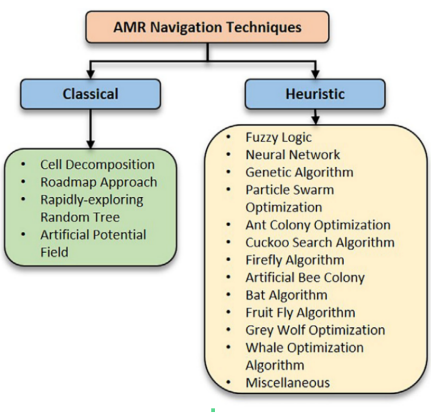 AMR Navigation Techniques
Classical
Heuristic
• Cell Decomposition
• Roadmap Approach
• Rapidly-exploring
Random Tree
• Artificial Potential
Field
• Fuzzy Logic
• Neural Network
• Genetic Algorithm
• Particle Swarm
Optimization
• Ant Colony Optimization
• Cuckoo Search Algorithm
• Firefly Algorithm
• Artificial Bee Colony
• Bat Algorithm
• Fruit Fly Algorithm
• Grey Wolf Optimization
• Whale Optimization
Algorithm
• Miscellaneous